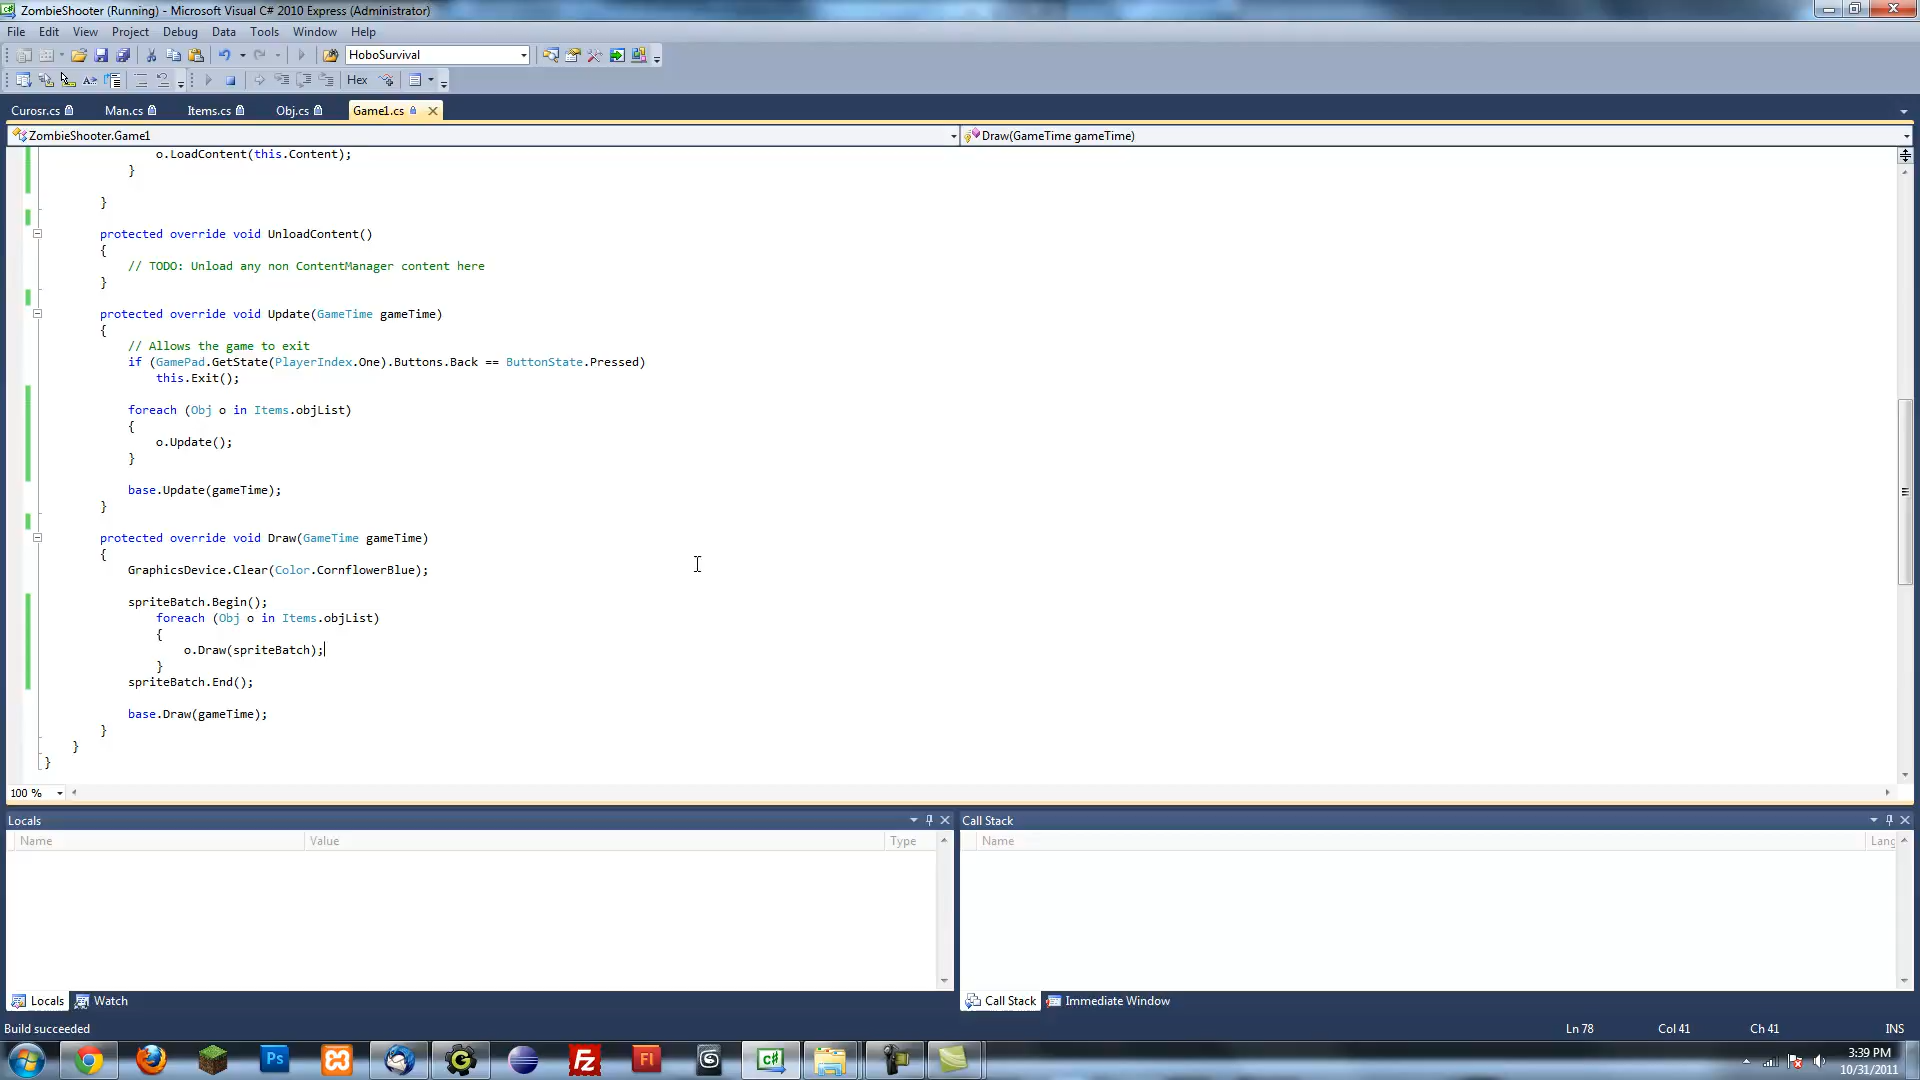 ZombieShooter (Running) - Microsoft Visual C# 2010 Express (Administrator)
File Edit View Project Debug Data Tools Window Help
HoboSurvival
Hex
Curosr.cs Man.cs Items.cs Obj.cs Game1.cs
ZombieShooter.Game1 Draw(GameTime gameTime)
o.LoadContent(this.Content);
}
}
protected override void UnloadContent()
{
// TODO: Unload any non ContentManager content here
}
protected override void Update(GameTime gameTime)
{
// Allows the game to exit
if (GamePad.GetState(PlayerIndex.One).Buttons.Back == ButtonState.Pressed)
this.Exit();
foreach (Obj o in Items.objList)
{
o.Update();
}
base.Update(gameTime);
}
protected override void Draw(GameTime gameTime)
{
GraphicsDevice.Clear(Color.CornflowerBlue);
spriteBatch.Begin();
foreach (Obj o in Items.objList)
{
o.Draw(spriteBatch);
}
spriteBatch.End();
base.Draw(gameTime);
}
}
}
100 %
Locals Call Stack
Name Value Type Name Lang
Locals Watch Call Stack Immediate Window
Build succeeded Ln 78 Col 41 Ch 41 INS
Ps Fz Fl C# 3:39 PM
10/31/2011